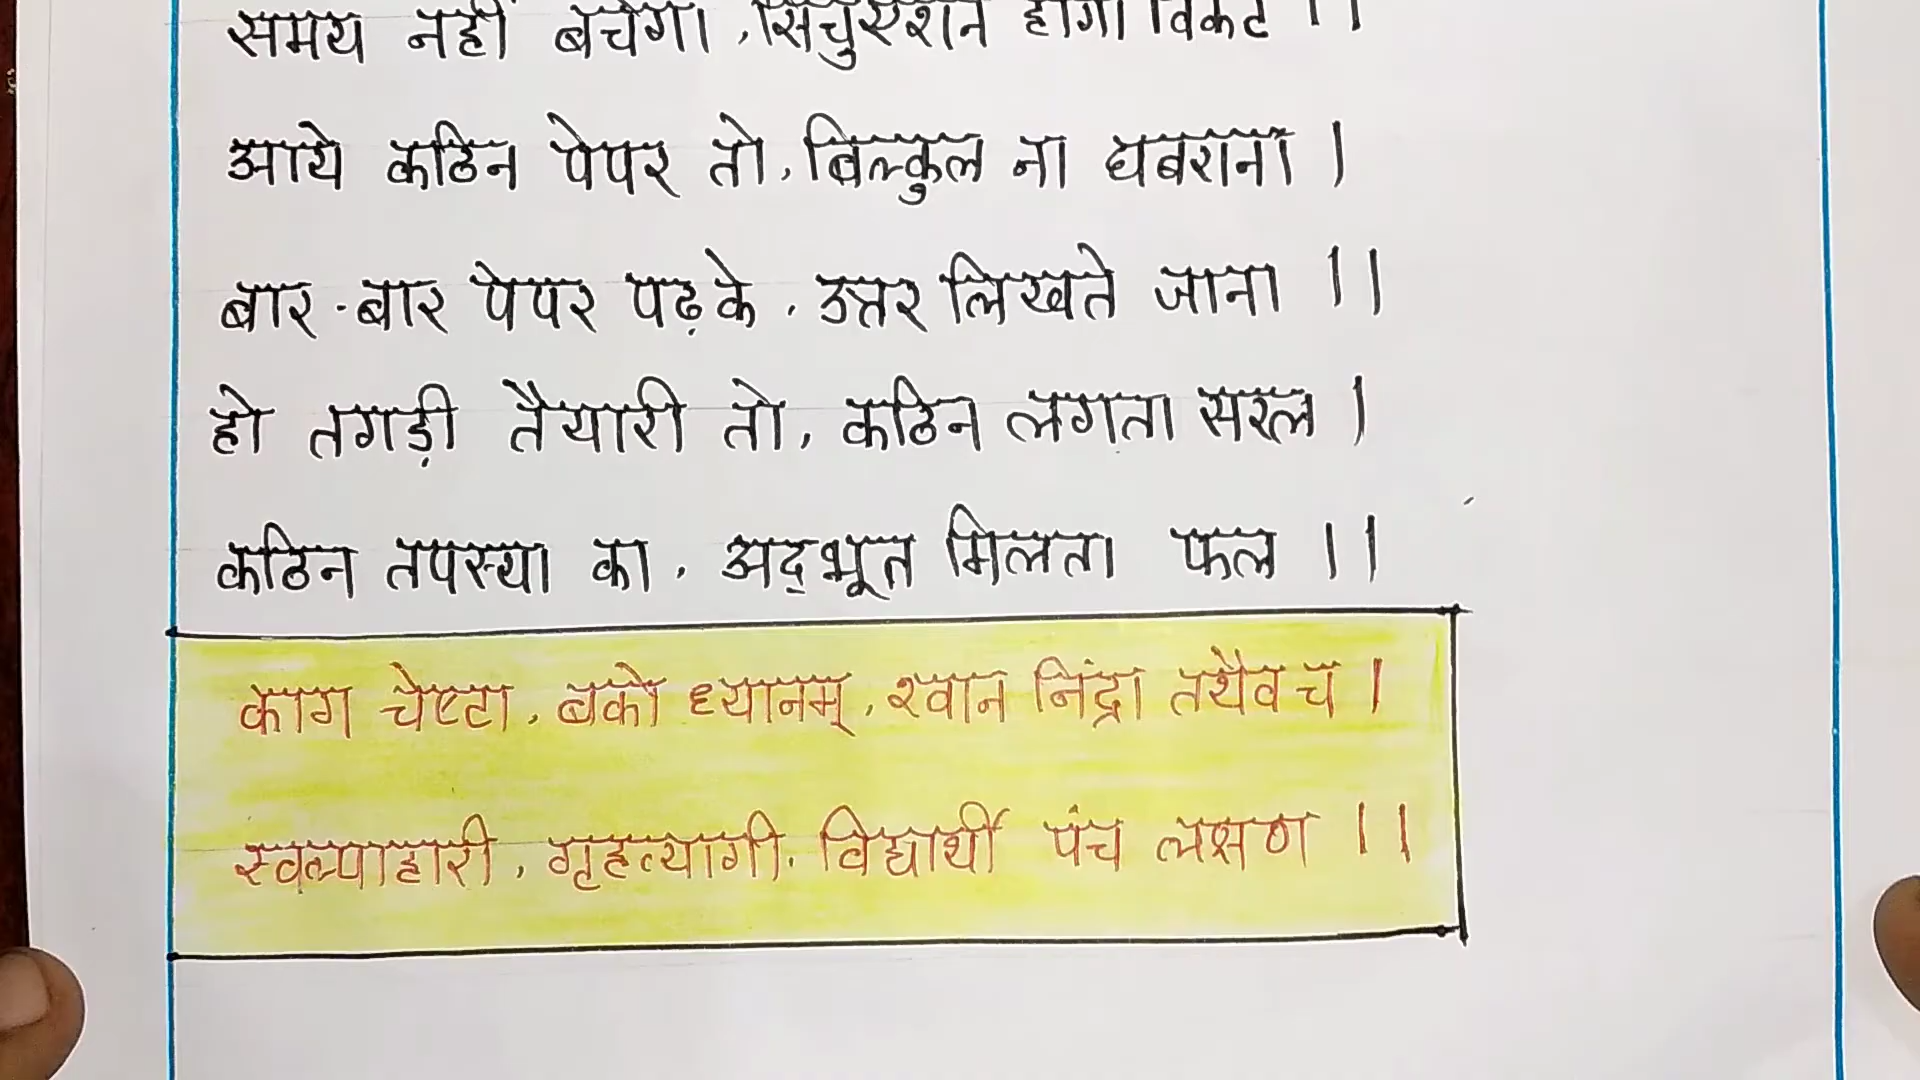 समय नहीं बचेगा, सिचुएशन होगी विकट ।।
आये कठिन पेपर तो, बिल्कुल ना घबराना ।
बार-बार पेपर पढ़के, उत्तर लिखते जाना ।।
हो तगड़ी तैयारी तो, कठिन लगता सरल ।
कठिन तपस्या का, अद्भूत मिलता फल ।।
काग चेष्टा, बको ध्यानम्, श्वान निंद्रा तथैव च ।
स्वल्पाहारी, गृहत्यागी, विद्यार्थी पंच लक्षण ।।